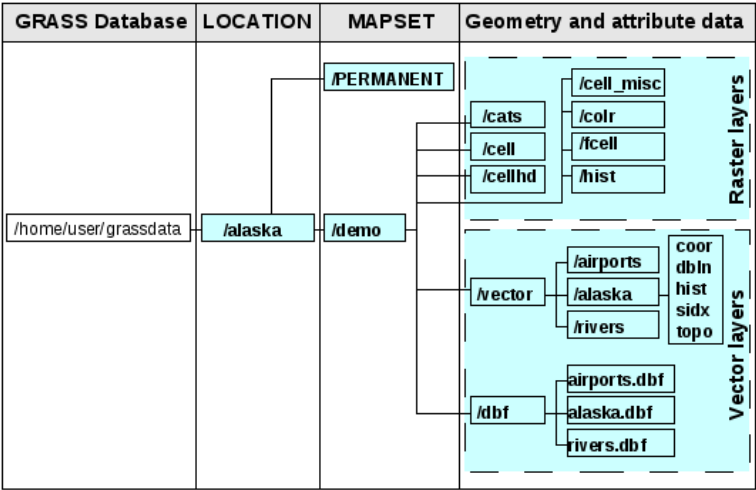 GRASS Database LOCATION MAPSET Geometry and attribute data
/PERMANENT
/cell_misc
/cats
/colr
/cell
/fcell
/cellhd
/hist
Raster layers
/home/user/grassdata
/alaska
/demo
/vector
/airports
/alaska
/rivers
coor
dbln
hist
sidx
topo
/dbf
airports.dbf
alaska.dbf
rivers.dbf
Vector layers